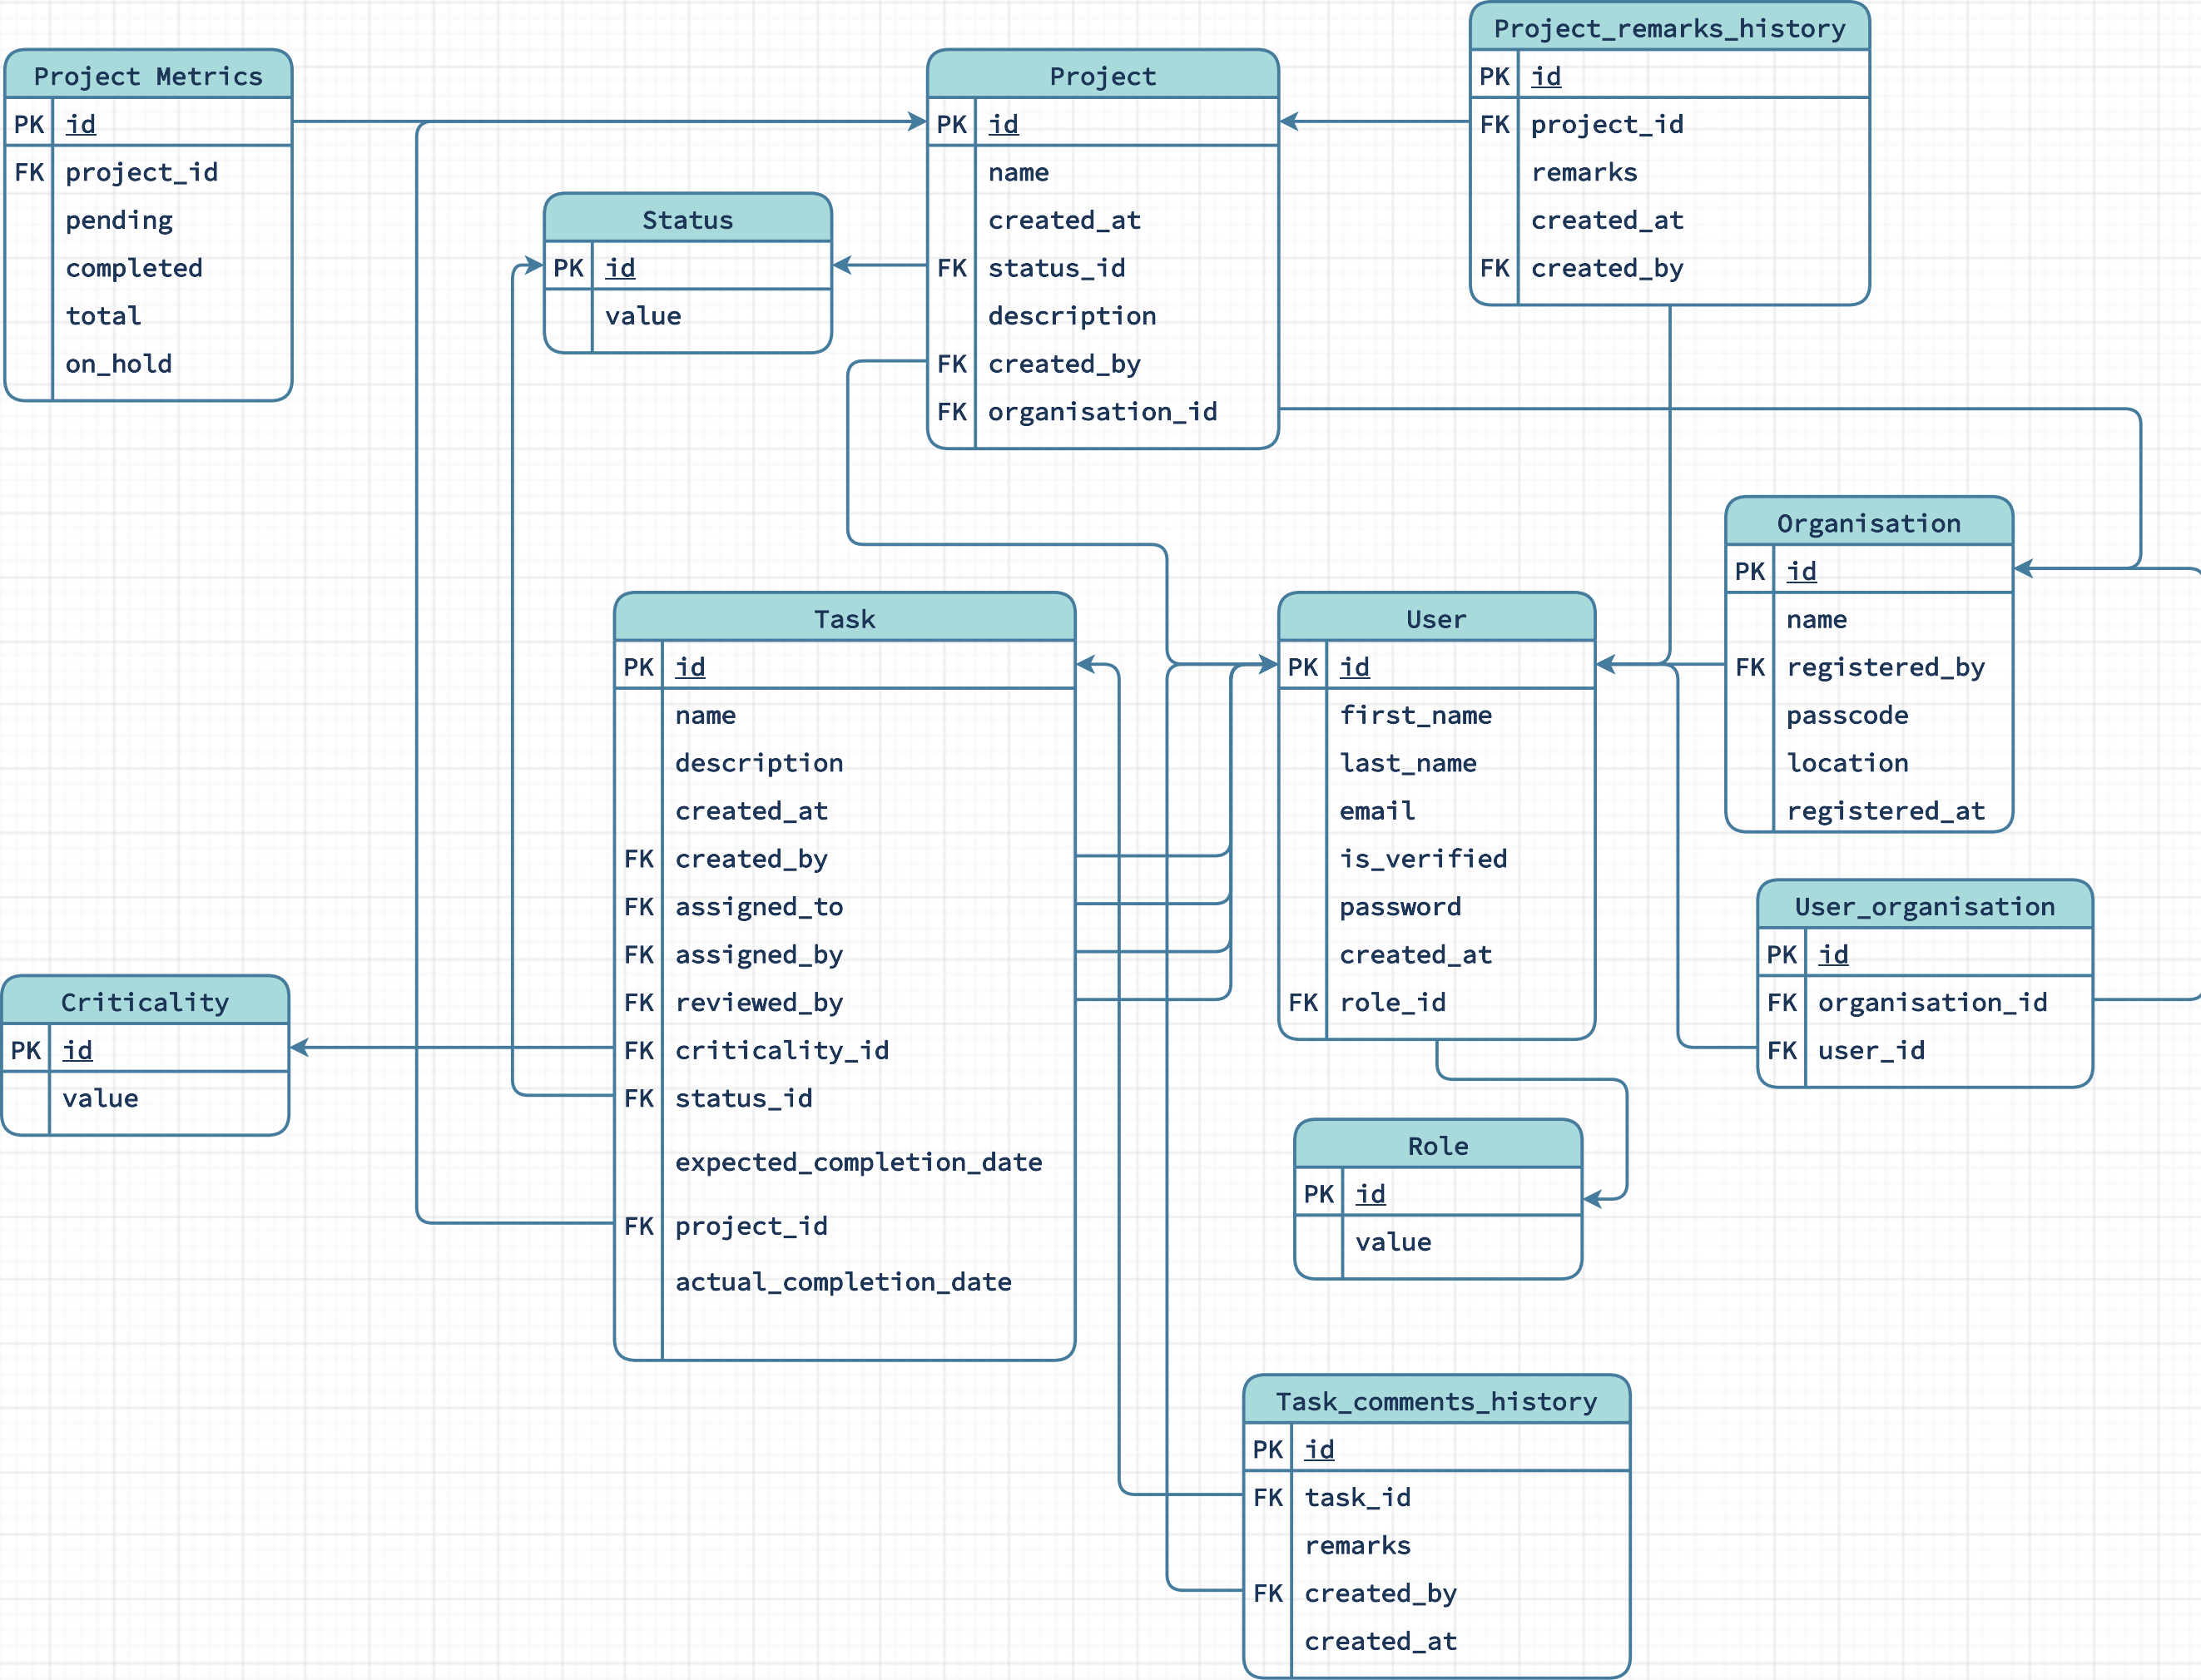 Project Metrics
PK id
FK project_id
pending
completed
total
on_hold
Project
PK id
name
created_at
FK status_id
description
FK created_by
FK organisation_id
Project_remarks_history
PK id
FK project_id
remarks
created_at
FK created_by
Status
PK id
value
Organisation
PK id
name
FK registered_by
passcode
location
registered_at
Task
PK id
name
description
created_at
FK created_by
FK assigned_to
FK assigned_by
FK reviewed_by
FK criticality_id
FK status_id
expected_completion_date
FK project_id
actual_completion_date
User
PK id
first_name
last_name
email
is_verified
password
created_at
FK role_id
User_organisation
PK id
FK organisation_id
FK user_id
Criticality
PK id
value
Role
PK id
value
Task_comments_history
PK id
FK task_id
remarks
FK created_by
created_at